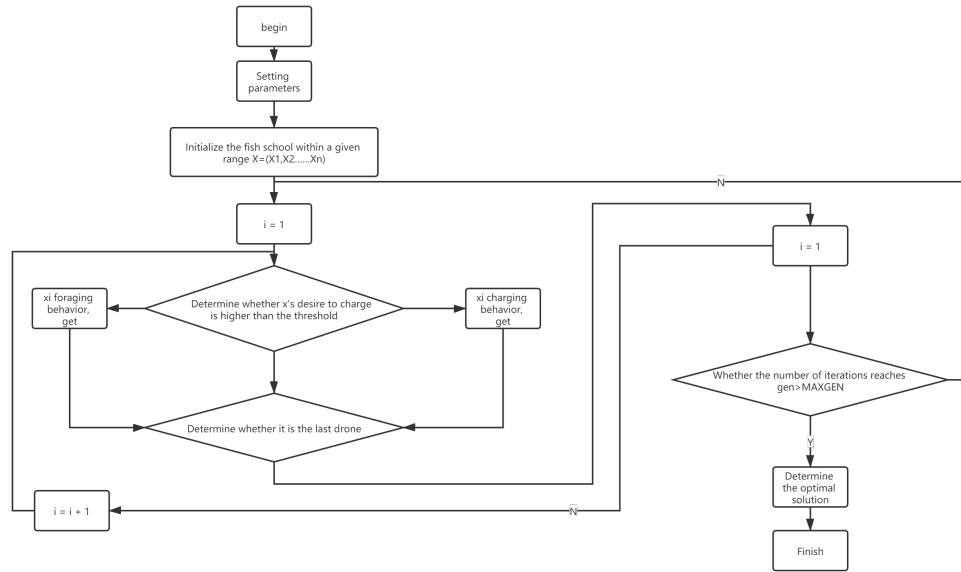 begin
Setting
parameters
Initialize the fish school within a given
range X=(X1,X2......Xn)
N
i = 1
i = 1
xi foraging
behavior,
get
Determine whether x's desire to charge
is higher than the threshold
xi charging
behavior,
get
Whether the number of iterations reaches
gen>MAXGEN
Determine whether it is the last drone
Y
Determine
the optimal
solution
i = i + 1
N
Finish